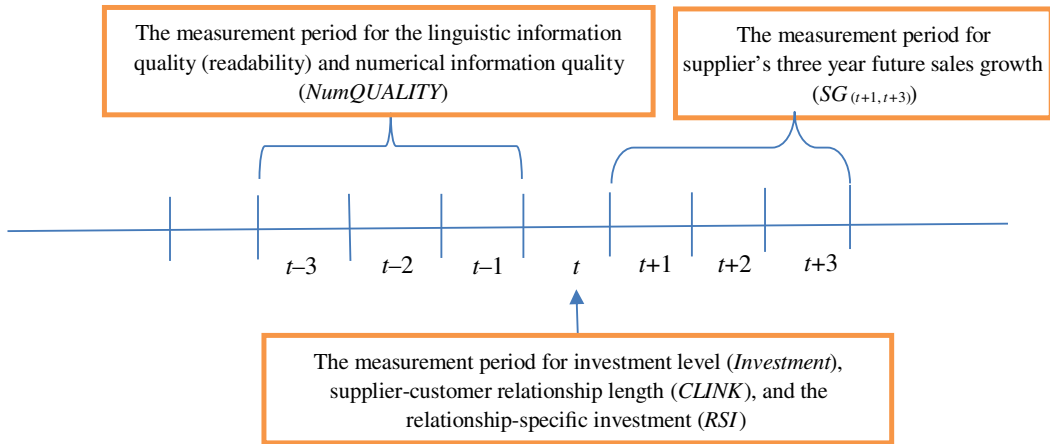 The measurement period for the linguistic information
quality (readability) and numerical information quality
(NumQUALITY)
The measurement period for
supplier's three year future sales growth
(SG (t+1, t+3))
t–3
t–2
t–1
t
t+1
t+2
t+3
The measurement period for investment level (Investment),
supplier-customer relationship length (CLINK), and the
relationship-specific investment (RSI)